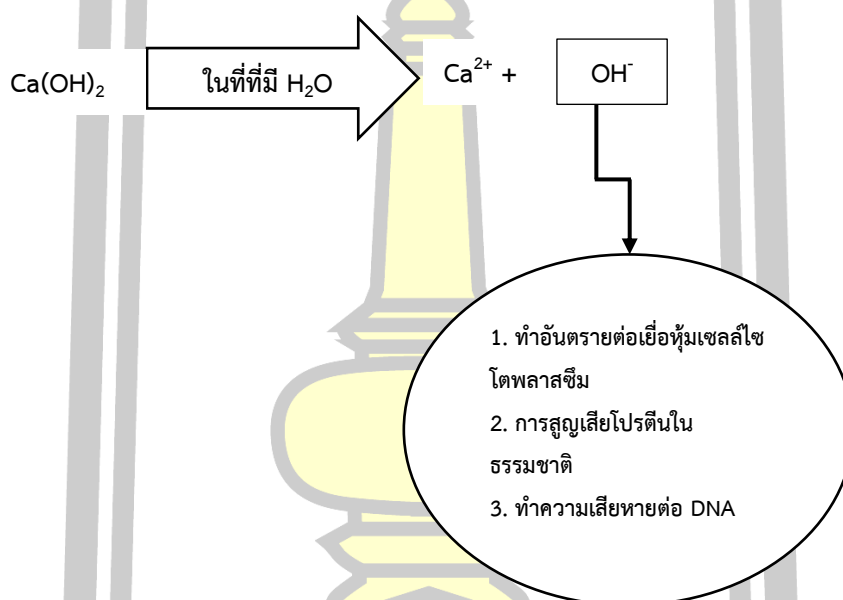 Ca(OH)₂ ในที่ที่มี H₂O Ca²⁺ + OH⁻
1. ทำอันตรายต่อเยื่อหุ้มเซลล์ไซ
โตพลาสซึม
2. การสูญเสียโปรตีนใน
ธรรมชาติ
3. ทำความเสียหายต่อ DNA